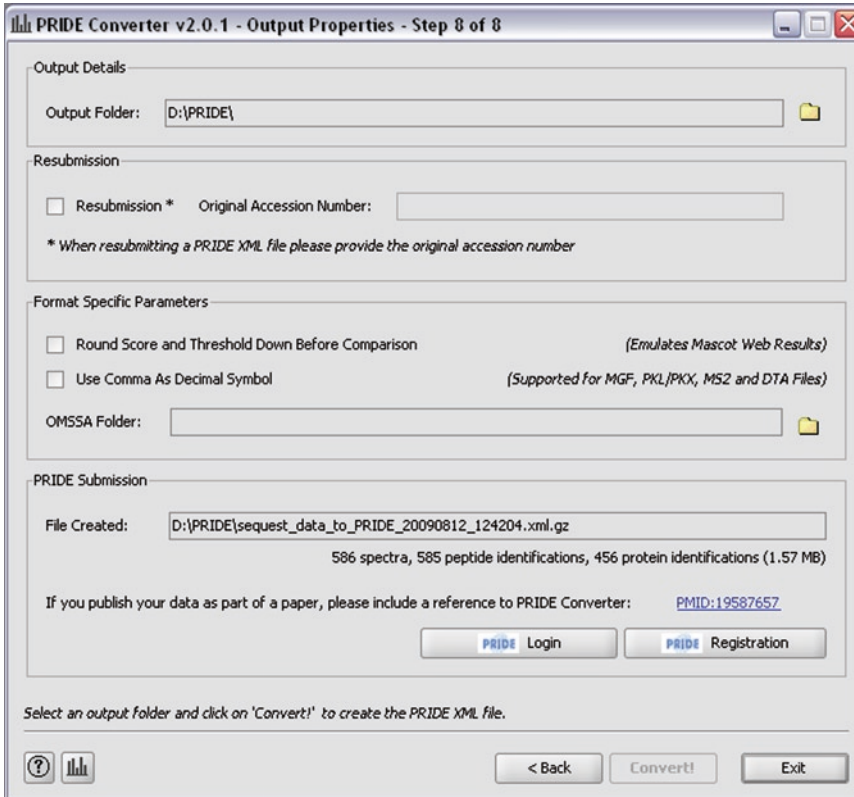 PRIDE Converter v2.0.1 - Output Properties - Step 8 of 8
Output Details
Output Folder: D:\PRIDE\
Resubmission
Resubmission * Original Accession Number:
* When resubmitting a PRIDE XML file please provide the original accession number
Format Specific Parameters
Round Score and Threshold Down Before Comparison (Emulates Mascot Web Results)
Use Comma As Decimal Symbol (Supported for MGF, PKL/PKX, MS2 and DTA Files)
OMSSA Folder:
PRIDE Submission
File Created: D:\PRIDE\sequest_data_to_PRIDE_20090812_124204.xml.gz
586 spectra, 585 peptide identifications, 456 protein identifications (1.57 MB)
If you publish your data as part of a paper, please include a reference to PRIDE Converter: PMID:19587657
PRIDE Login PRIDE Registration
Select an output folder and click on 'Convert!' to create the PRIDE XML file.
? < Back Convert! Exit